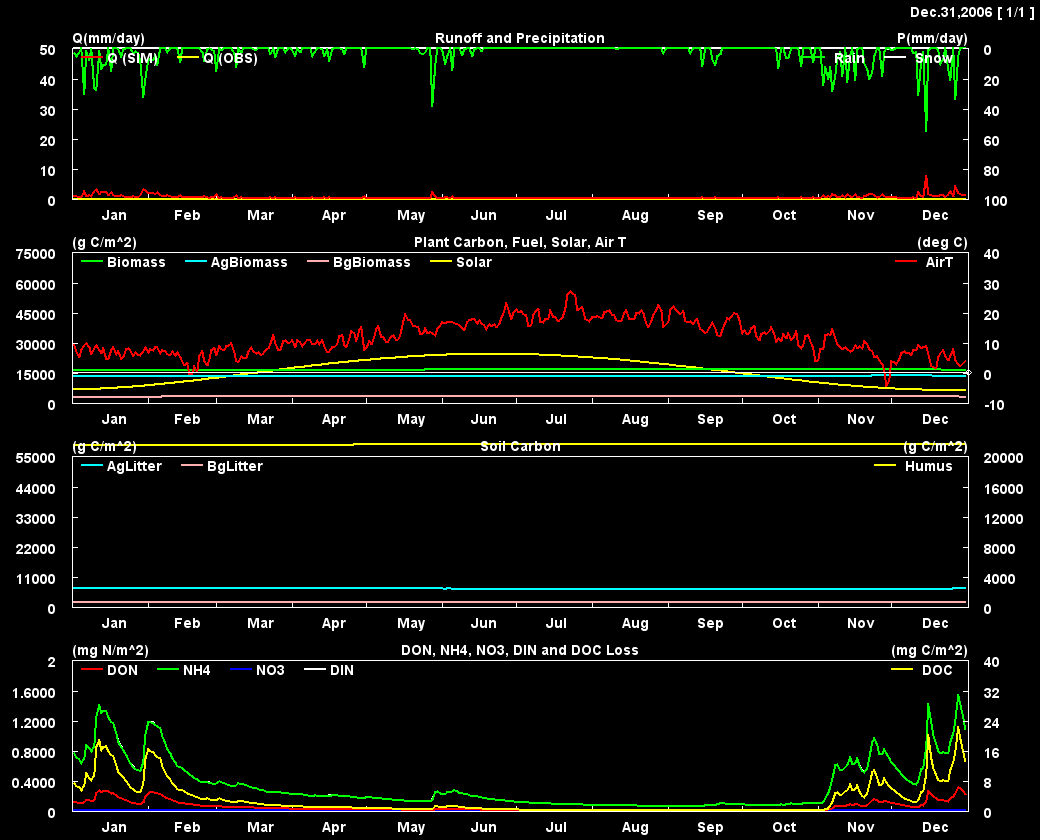 Dec.31,2006 [ 1/1 ]
Q(mm/day) Runoff and Precipitation P(mm/day)
50 0
Q (SIM) Q (OBS) Rain Snow
40 20
30 40
20 60
10 80
0 100
Jan Feb Mar Apr May Jun Jul Aug Sep Oct Nov Dec
(g C/m^2) Plant Carbon, Fuel, Solar, Air T (deg C)
75000 40
Biomass AgBiomass BgBiomass Solar AirT
60000 30
45000 20
30000 10
15000 0
0 -10
Jan Feb Mar Apr May Jun Jul Aug Sep Oct Nov Dec
(g C/m^2) Soil Carbon (g C/m^2)
55000 20000
AgLitter BgLitter Humus
44000 16000
33000 12000
22000 8000
11000 4000
0 0
Jan Feb Mar Apr May Jun Jul Aug Sep Oct Nov Dec
(mg N/m^2) DON, NH4, NO3, DIN and DOC Loss (mg C/m^2)
2 40
DON NH4 NO3 DIN DOC
1.6000 32
1.2000 24
0.8000 16
0.4000 8
0 0
Jan Feb Mar Apr May Jun Jul Aug Sep Oct Nov Dec